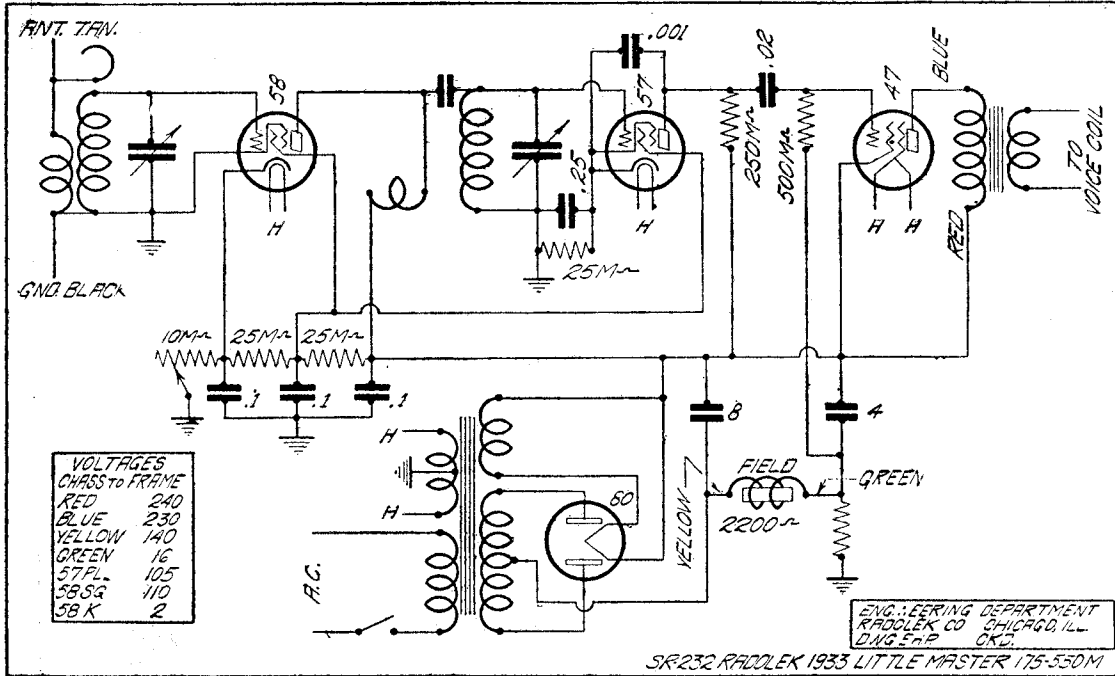 ANT. TAN.
GND. BLACK
58
H
.001
57
H
.25
25M~
250M~
.02
500M~
47
H H
BLUE
RED
TO
VOICE COIL
10M~
25M~
25M~
.1
.1
.1
H
H
A.C.
80
8
4
YELLOW
FIELD
2200~
GREEN
VOLTAGES
CHASS TO FRAME
RED 240
BLUE 230
YELLOW 140
GREEN 16
57 PL. 105
58 SG 110
58 K 2
DEPARTMENT
RADOLEK CO CHICAGO, ILL.
CKD.
SR-232 RADOLEK 1933 LITTLE MASTER 175-550M